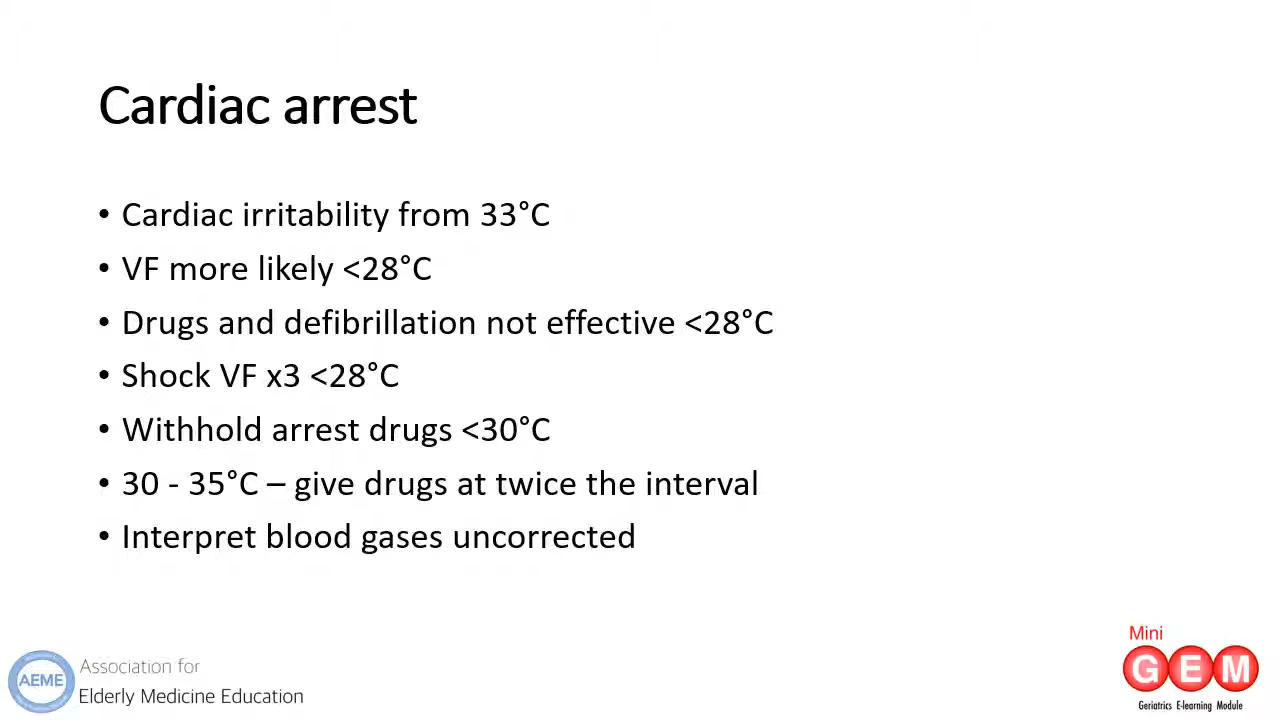 Cardiac arrest
• Cardiac irritability from 33°C
• VF more likely <28°C
• Drugs and defibrillation not effective <28°C
• Shock VF x3 <28°C
• Withhold arrest drugs <30°C
• 30 - 35°C – give drugs at twice the interval
• Interpret blood gases uncorrected
AEME
Association for
Elderly Medicine Education
Mini
GEM
Geriatrics E-learning Module